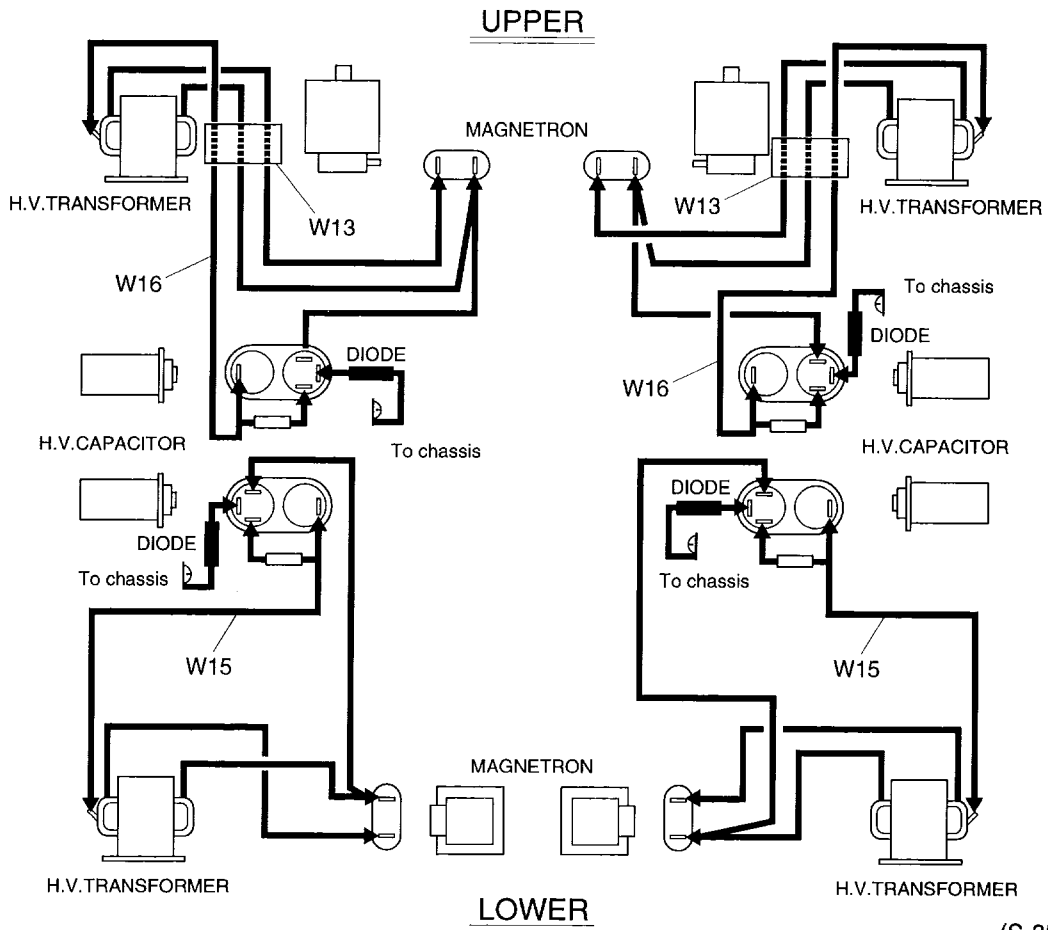 UPPER
MAGNETRON
H.V.TRANSFORMER
W13
W13
H.V.TRANSFORMER
W16
To chassis
DIODE
DIODE
W16
H.V.CAPACITOR
To chassis
H.V.CAPACITOR
DIODE
DIODE
To chassis
To chassis
W15
W15
MAGNETRON
H.V.TRANSFORMER
H.V.TRANSFORMER
LOWER